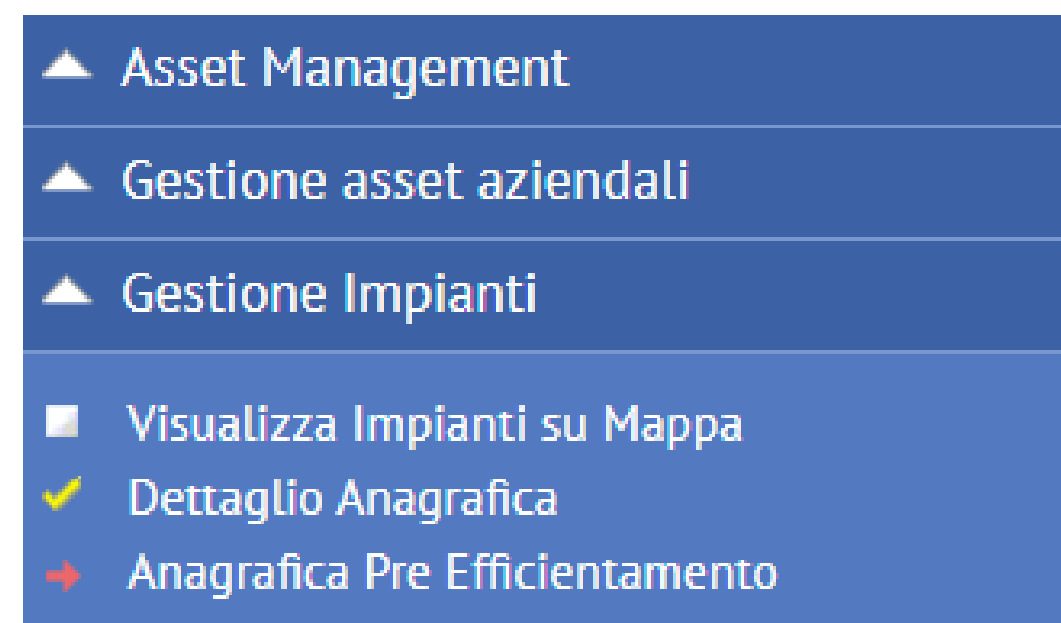 Asset Management
Gestione asset aziendali
Gestione Impianti
Visualizza Impianti su Mappa
Dettaglio Anagrafica
Anagrafica Pre Efficientamento